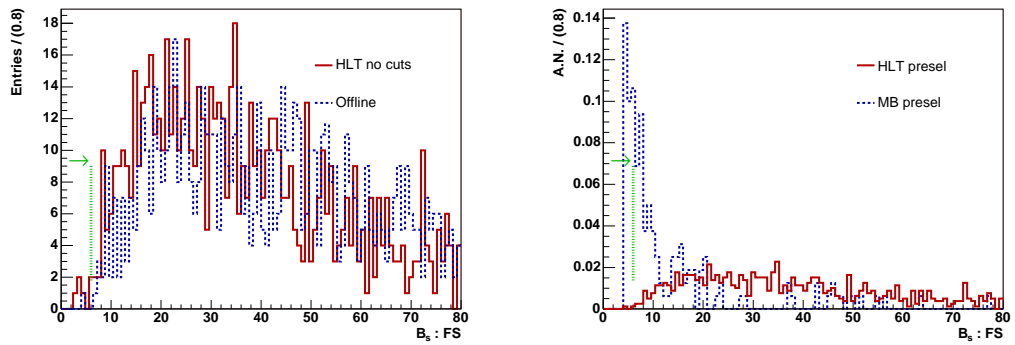 Entries / (0.8)
18
16
14
12
10
8
6
4
2
0
HLT no cuts
Offline
0 10 20 30 40 50 60 70 80
Bₛ : FS
A.N. / (0.8)
0.14
0.12
0.1
0.08
0.06
0.04
0.02
0
HLT presel
MB presel
0 10 20 30 40 50 60 70 80
Bₛ : FS